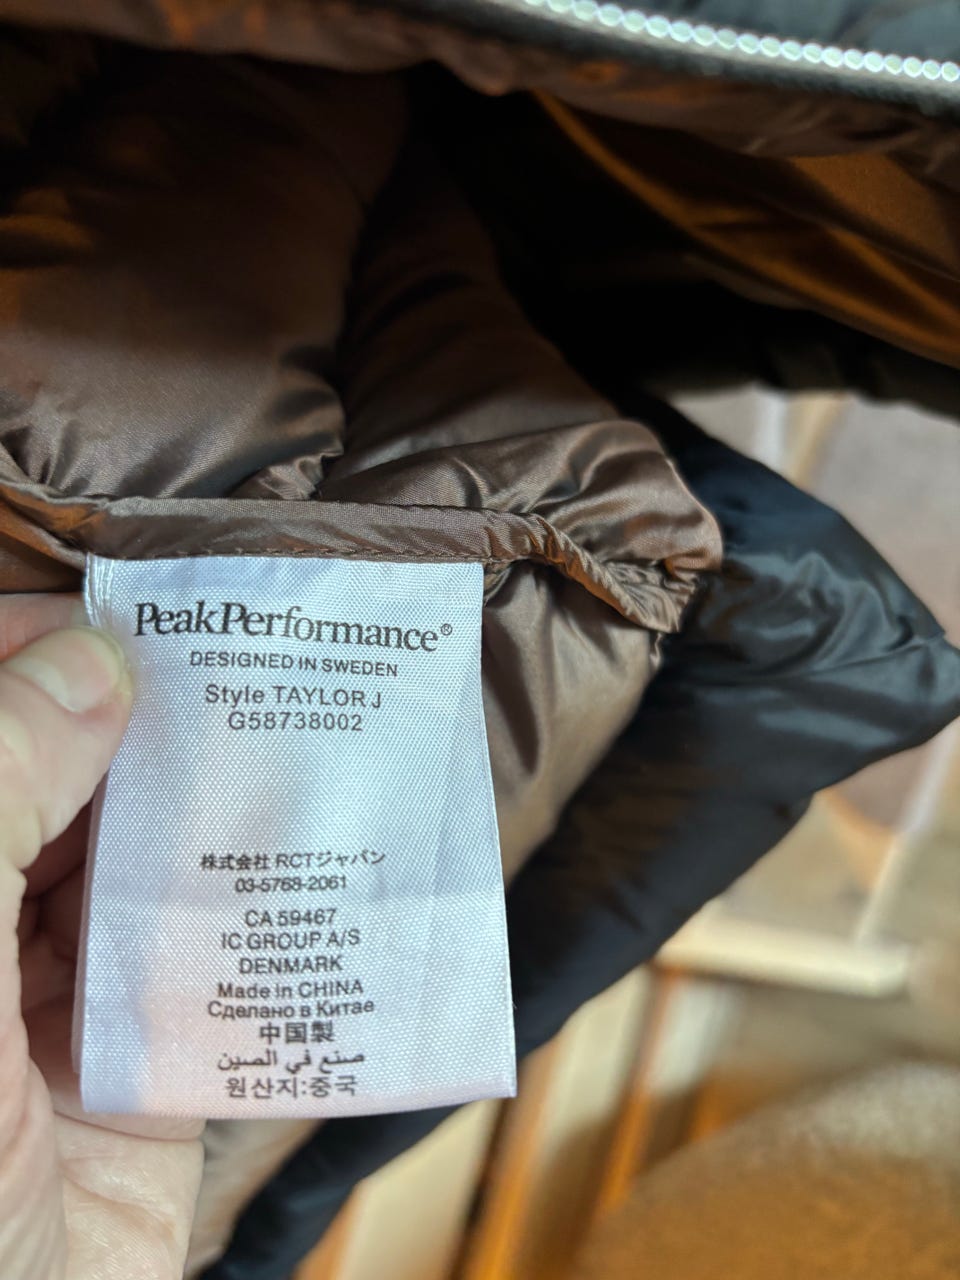 PeakPerformance®
DESIGNED IN SWEDEN
Style TAYLOR J
G58738002
株式会社 RCTジャパン
03-5768-2061
CA 59467
IC GROUP A/S
DENMARK
Made in CHINA
Сделано в Китае
中国製
صنع في الصين
원산지:중국